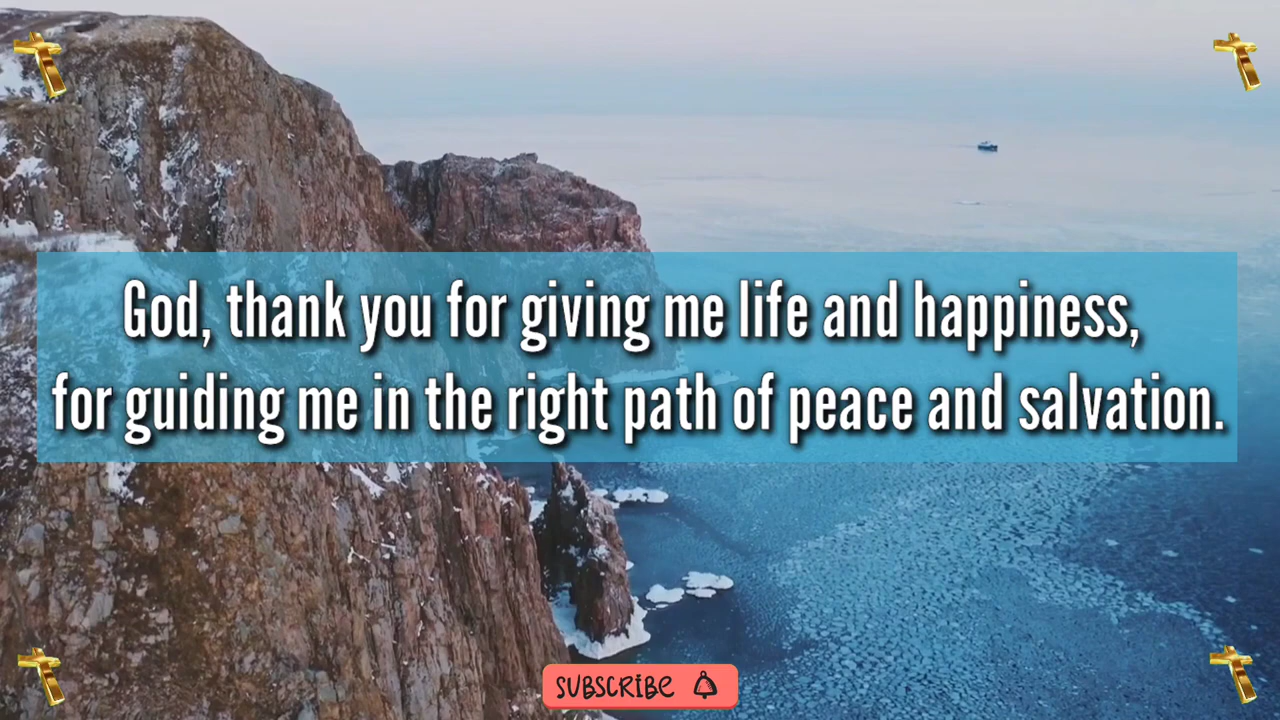 God, thank you for giving me life and happiness,
for guiding me in the right path of peace and salvation.
SUBSCRIBE